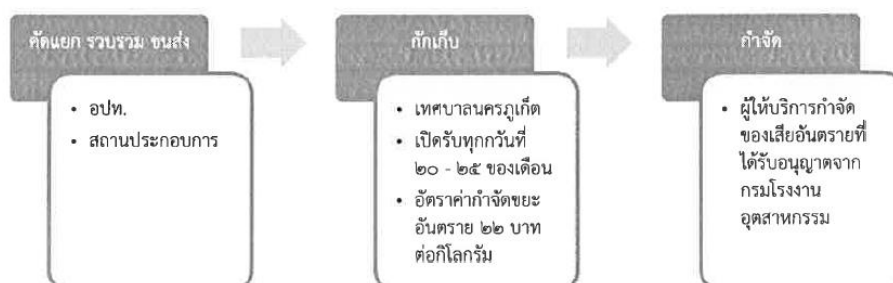 คัดแยก รวบรวม ขนส่ง
กักเก็บ
กำจัด
• อปท.
• สถานประกอบการ
• เทศบาลนครภูเก็ต
• เปิดรับทุกกวันที่
๒๐ - ๒๕ ของเดือน
• อัตราค่ากำจัดขยะ
อันตราย ๒๒ บาท
ต่อกิโลกรัม
• ผู้ให้บริการกำจัด
ของเสียอันตรายที่
ได้รับอนุญาตจาก
กรมโรงงาน
อุตสาหกรรม